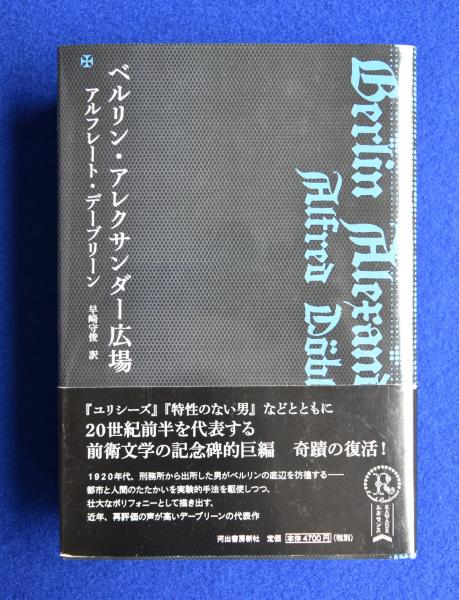 ベルリン・アレクサンダー広場
アルフレート・デーブリーン
早崎守俊 訳
Berlin Alexand
Alfred Döbl
『ユリシーズ』『特性のない男』などとともに
20世紀前半を代表する
前衛文学の記念碑的巨編 奇蹟の復活!
1920年代、刑務所から出所した男がベルリンの底辺を彷徨する――
都市と人間のたたかいを実験的手法を駆使しつつ、
壮大なポリフォニーとして描き出す、
近年、再評価の声が高いデーブリーンの代表作
河出書房新社 定価 本体4700円(税別)
R
KAWADE
ルネサンス